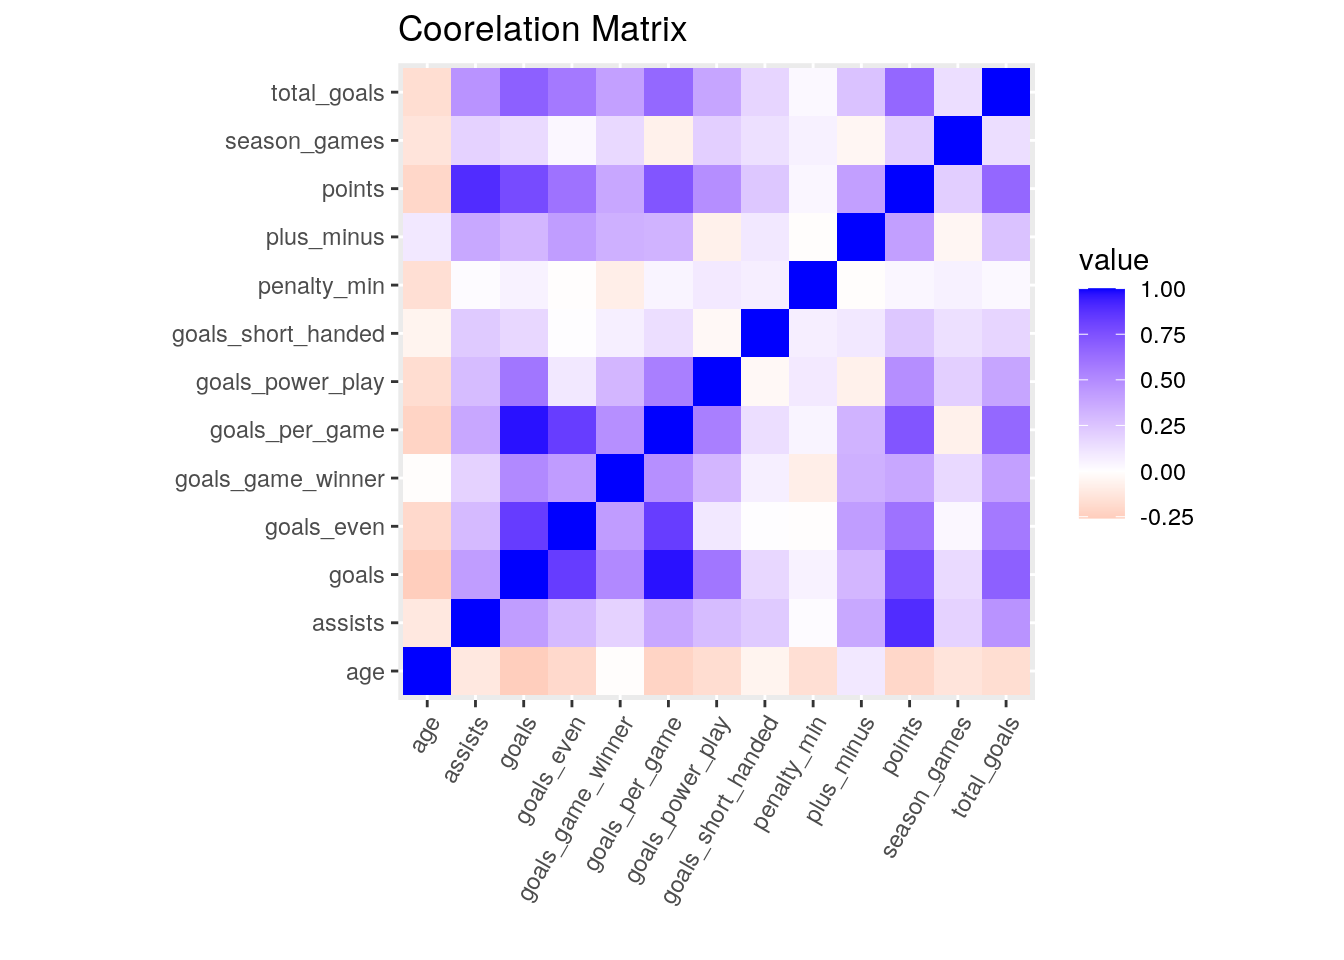 Coorelation Matrix
total_goals
season_games
points
plus_minus
penalty_min
goals_short_handed
goals_power_play
goals_per_game
goals_game_winner
goals_even
goals
assists
age
age
assists
goals
goals_even
goals_game_winner
goals_per_game
goals_power_play
goals_short_handed
penalty_min
plus_minus
points
season_games
total_goals
value
1.00
0.75
0.50
0.25
0.00
-0.25